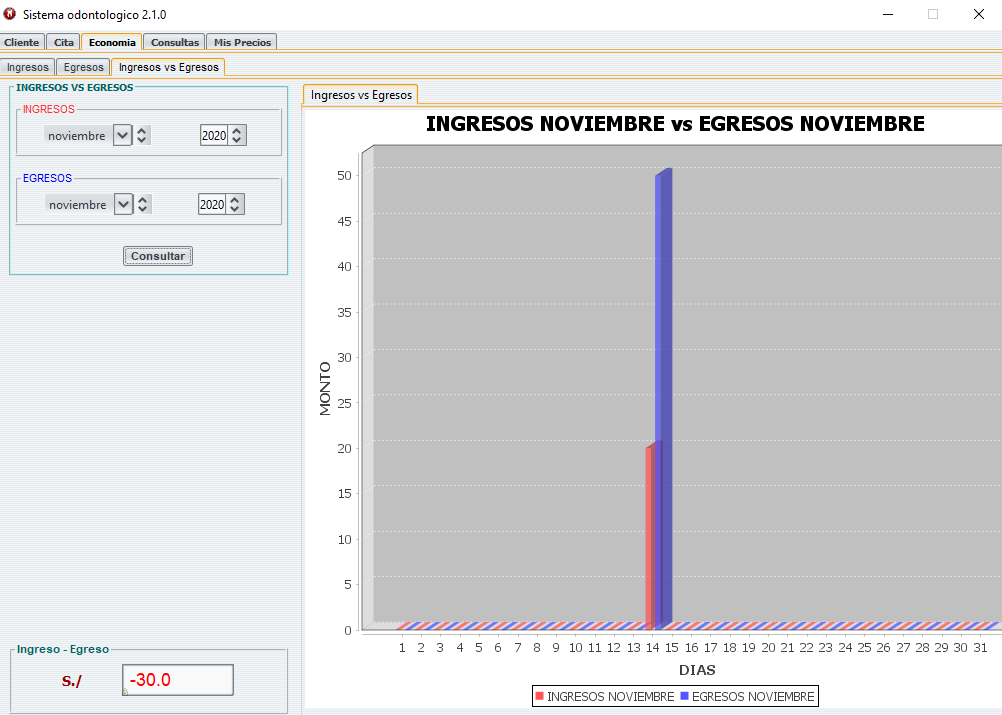 Sistema odontologico 2.1.0
Cliente Cita Economia Consultas Mis Precios
Ingresos Egresos Ingresos vs Egresos
INGRESOS VS EGRESOS
INGRESOS
noviembre 2020
EGRESOS
noviembre 2020
Consultar
Ingreso - Egreso
S./ -30.0
Ingresos vs Egresos
INGRESOS NOVIEMBRE vs EGRESOS NOVIEMBRE
MONTO
50
45
40
35
30
25
20
15
10
5
0
1 2 3 4 5 6 7 8 9 10 11 12 13 14 15 16 17 18 19 20 21 22 23 24 25 26 27 28 29 30 31
DIAS
INGRESOS NOVIEMBRE EGRESOS NOVIEMBRE